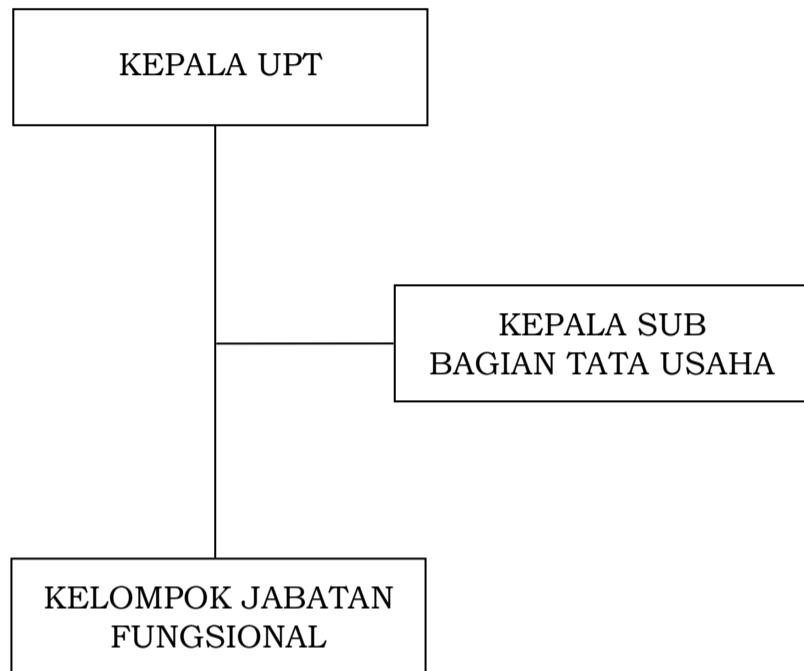 KEPALA UPT
KEPALA SUB
BAGIAN TATA USAHA
KELOMPOK JABATAN
FUNGSIONAL